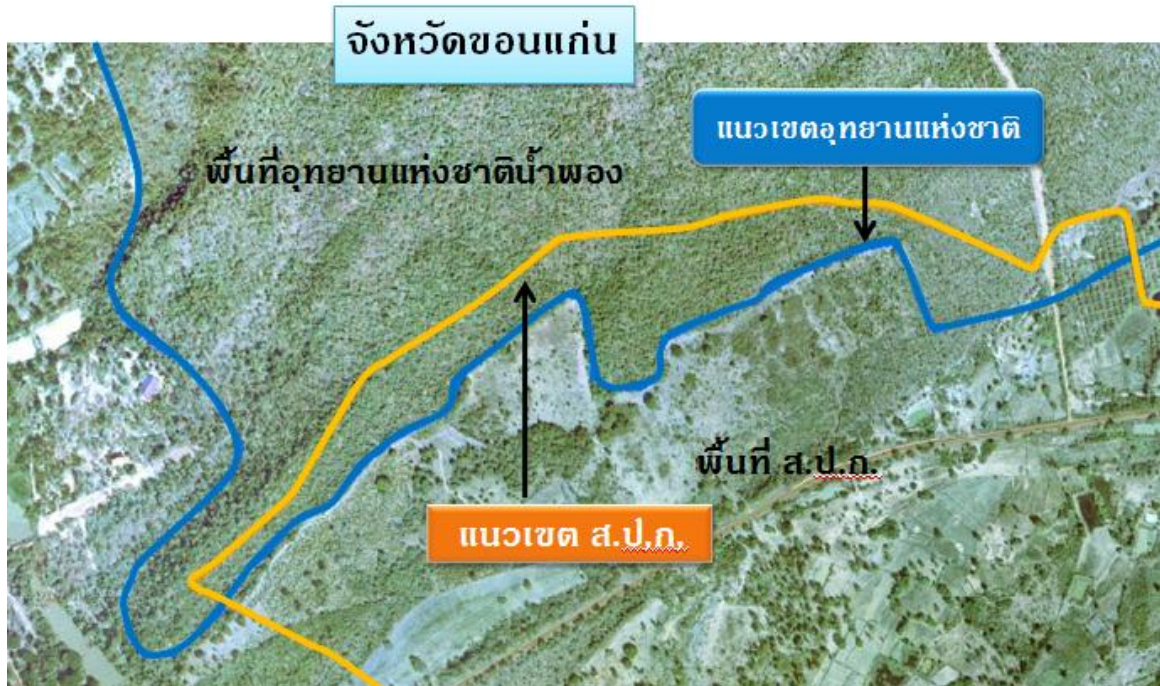 จังหวัดขอนแก่น
แนวเขตอุทยานแห่งชาติ
พื้นที่อุทยานแห่งชาติน้ำพอง
พื้นที่ ส.ป.ก.
แนวเขต ส.ป.ก.